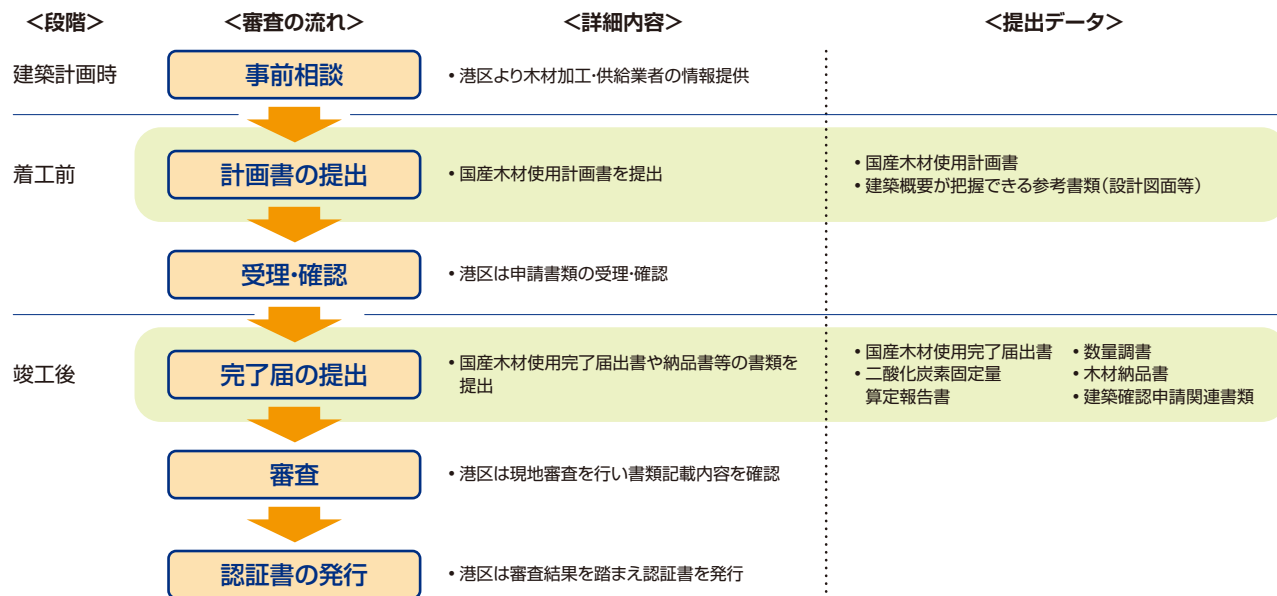 <段階>
<審査の流れ>
<詳細内容>
<提出データ>
建築計画時
事前相談
• 港区より木材加工・供給業者の情報提供
着工前
計画書の提出
• 国産木材使用計画書を提出
• 国産木材使用計画書
• 建築概要が把握できる参考書類（設計図面等）
受理・確認
• 港区は申請書類の受理・確認
竣工後
完了届の提出
• 国産木材使用完了届出書や納品書等の書類を
提出
• 国産木材使用完了届出書
• 二酸化炭素固定量
算定報告書
• 数量調書
• 木材納品書
• 建築確認申請関連書類
審査
• 港区は現地審査を行い書類記載内容を確認
認証書の発行
• 港区は審査結果を踏まえ認証書を発行